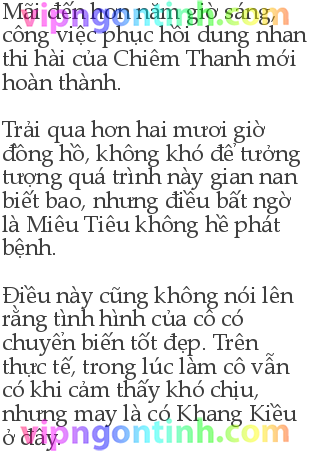 Mãi đến hơn năm giờ sáng,
công việc phục hồi dung nhan
thi hài của Chiêm Thanh mới
hoàn thành.
Trải qua hơn hai mươi giờ
đồng hồ, không khó để tưởng
tượng quá trình này gian nan
biết bao, nhưng điều bất ngờ
là Miêu Tiêu không hề phát
bệnh.
Điều này cũng không nói lên
rằng tình hình của cô có
chuyển biến tốt đẹp. Trên
thực tế, trong lúc làm cô vẫn
có khi cảm thấy khó chịu,
nhưng may là có Khang Kiều
ở đây.
vipngontinh.com
vipngontinh.com